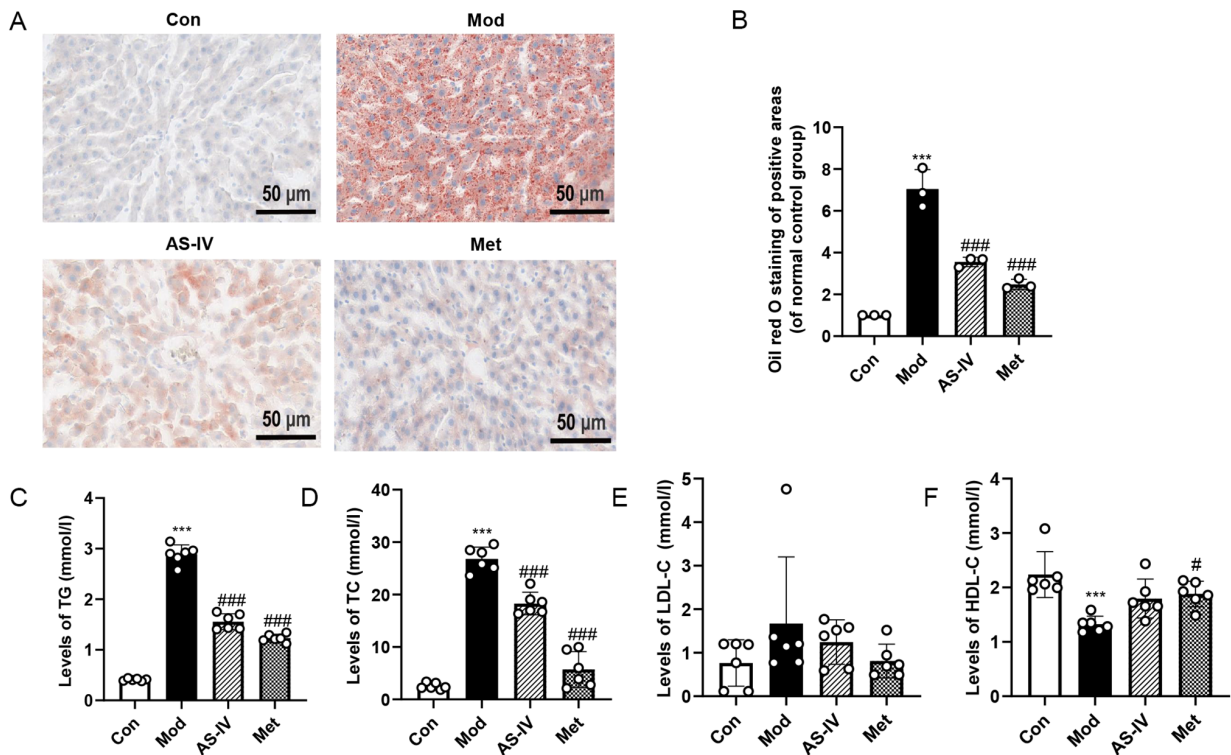 A
Con
Mod
50 µm
50 µm
AS-IV
Met
50 µm
50 µm
B
Oil red O staining of positive areas
(of normal control group)
10
8
6
4
2
0
***
###
###
Con
Mod
AS-IV
Met
C
Levels of TG (mmol/l)
4
3
2
1
0
***
###
###
Con
Mod
AS-IV
Met
D
Levels of TC (mmol/l)
40
30
20
10
0
***
###
###
Con
Mod
AS-IV
Met
E
Levels of LDL-C (mmol/l)
5
4
3
2
1
0
Con
Mod
AS-IV
Met
F
Levels of HDL-C (mmol/l)
4
3
2
1
0
***
#
Con
Mod
AS-IV
Met